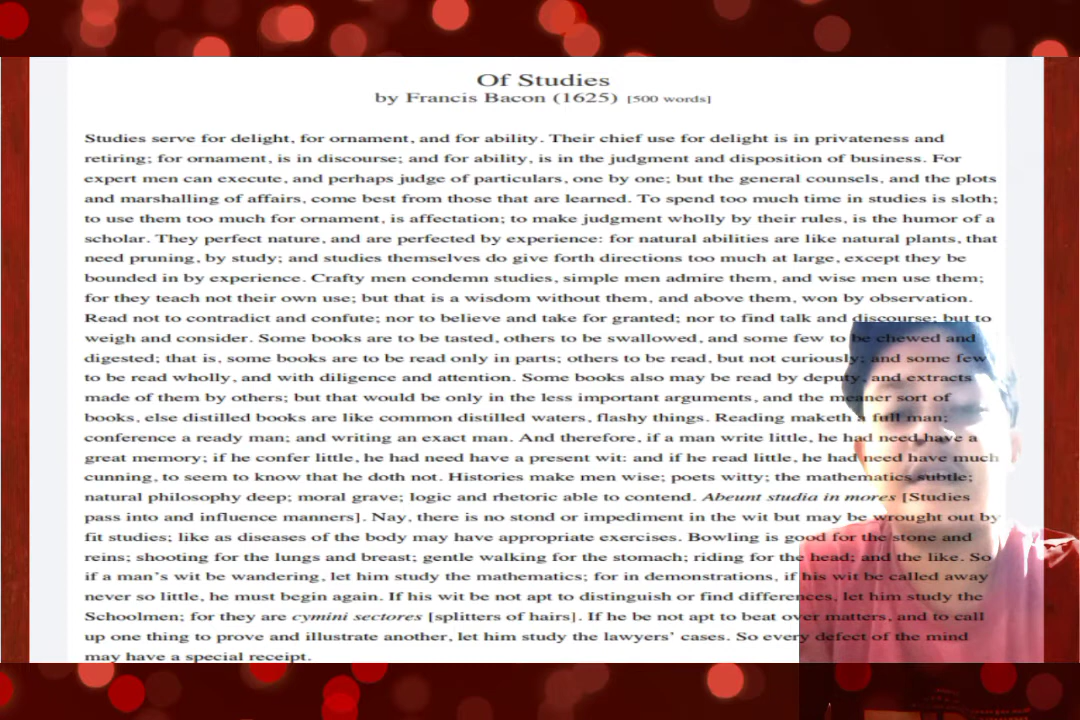 Of Studies
by Francis Bacon (1625) [500 words]
Studies serve for delight, for ornament, and for ability. Their chief use for delight is in privateness and
retiring; for ornament, is in discourse; and for ability, is in the judgment and disposition of business. For
expert men can execute, and perhaps judge of particulars, one by one; but the general counsels, and the plots
and marshalling of affairs, come best from those that are learned. To spend too much time in studies is sloth;
to use them too much for ornament, is affectation; to make judgment wholly by their rules, is the humor of a
scholar. They perfect nature, and are perfected by experience: for natural abilities are like natural plants, that
need pruning, by study; and studies themselves do give forth directions too much at large, except they be
bounded in by experience. Crafty men condemn studies, simple men admire them, and wise men use them;
for they teach not their own use; but that is a wisdom without them, and above them, won by observation.
Read not to contradict and confute; nor to believe and take for granted; nor to find talk and discourse; but to
weigh and consider. Some books are to be tasted, others to be swallowed, and some few to be chewed and
digested; that is, some books are to be read only in parts; others to be read, but not curiously; and some few
to be read wholly, and with diligence and attention. Some books also may be read by deputy, and extracts
made of them by others; but that would be only in the less important arguments, and the meaner sort of
books, else distilled books are like common distilled waters, flashy things. Reading maketh a full man;
conference a ready man; and writing an exact man. And therefore, if a man write little, he had need have a
great memory; if he confer little, he had need have a present wit: and if he read little, he had need have much
cunning, to seem to know that he doth not. Histories make men wise; poets witty; the mathematics subtle;
natural philosophy deep; moral grave; logic and rhetoric able to contend. Abeunt studia in mores [Studies
pass into and influence manners]. Nay, there is no stond or impediment in the wit but may be wrought out by
fit studies; like as diseases of the body may have appropriate exercises. Bowling is good for the stone and
reins; shooting for the lungs and breast; gentle walking for the stomach; riding for the head; and the like. So
if a man's wit be wandering, let him study the mathematics; for in demonstrations, if his wit be called away
never so little, he must begin again. If his wit be not apt to distinguish or find differences, let him study the
Schoolmen; for they are cymini sectores [splitters of hairs]. If he be not apt to beat over matters, and to call
up one thing to prove and illustrate another, let him study the lawyers' cases. So every defect of the mind
may have a special receipt.